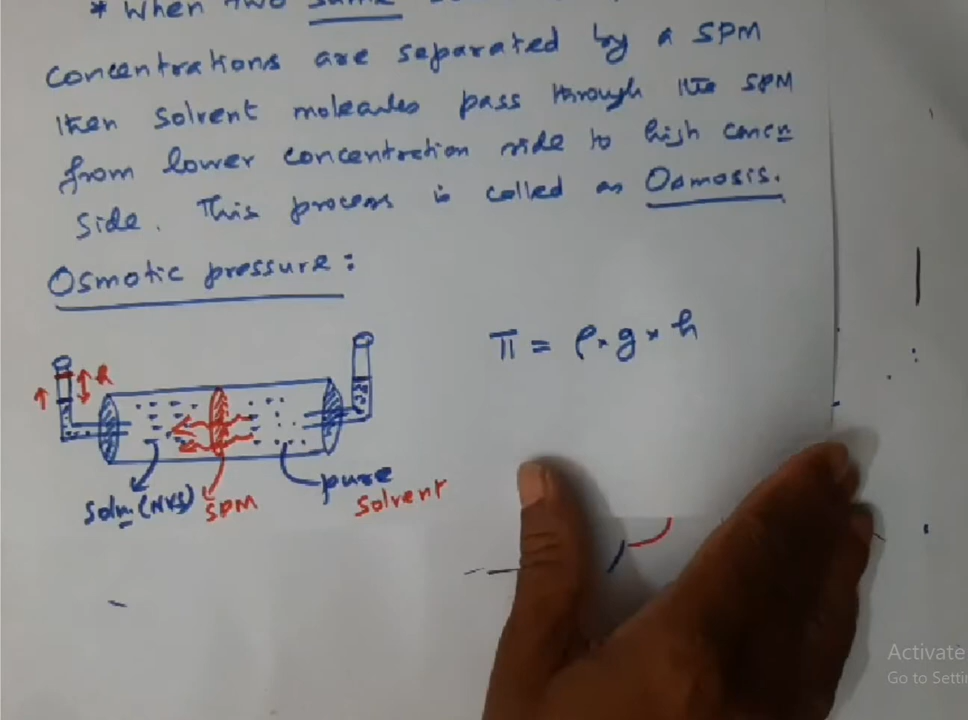 * When two same
concentrations are separated by a SPM
then solvent molecules pass through the SPM
from lower concentration side to high concn
side. This process is called as Osmosis.
Osmotic pressure:
π = ρ × g × h
h
Soln (NVS)
SPM
pure
solvent
Activate
Go to Settin